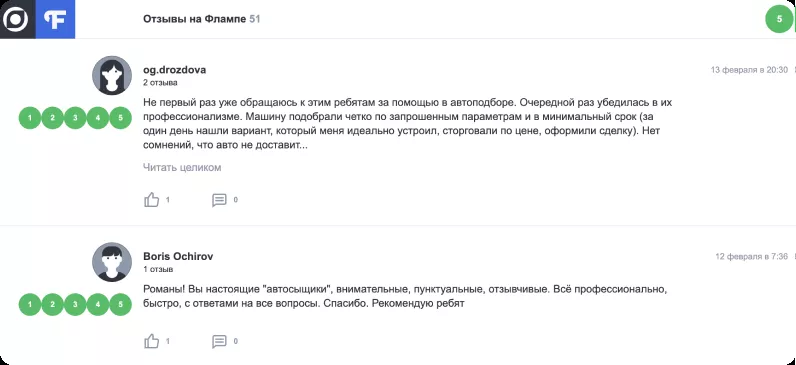 F
Отзывы на Флампе 51
5
og.drozdova
13 февраля в 20:30
2 отзыва
1 2 3 4 5
Не первый раз уже обращаюсь к этим ребятам за помощью в автоподборе. Очередной раз убедилась в их
профессионализме. Машину подобрали четко по запрошенным параметрам и в минимальный срок (за
один день нашли вариант, который меня идеально устроил, сторговали по цене, оформили сделку). Нет
сомнений, что авто не доставит...
Читать целиком
1 0
Boris Ochirov
12 февраля в 7:36
1 отзыв
1 2 3 4 5
Романы! Вы настоящие "автосыщики", внимательные, пунктуальные, отзывчивые. Всё профессионально,
быстро, с ответами на все вопросы. Спасибо. Рекомендую ребят
1 0